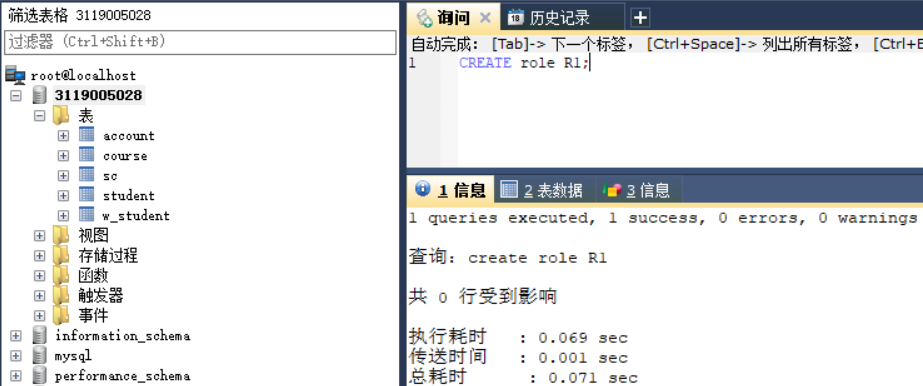 筛选表格 3119005028
过滤器 (Ctrl+Shift+B)
root@localhost
3119005028
表
account
course
sc
student
w_student
视图
存储过程
函数
触发器
事件
information_schema
mysql
performance_schema
询问
历史记录
自动完成: [Tab]-> 下一个标签, [Ctrl+Space]-> 列出所有标签, [Ctrl+E
1 CREATE role R1;
1 信息
2 表数据
3 信息
1 queries executed, 1 success, 0 errors, 0 warnings
查询: create role R1
共 0 行受到影响
执行耗时 : 0.069 sec
传送时间 : 0.001 sec
总耗时 : 0.071 sec